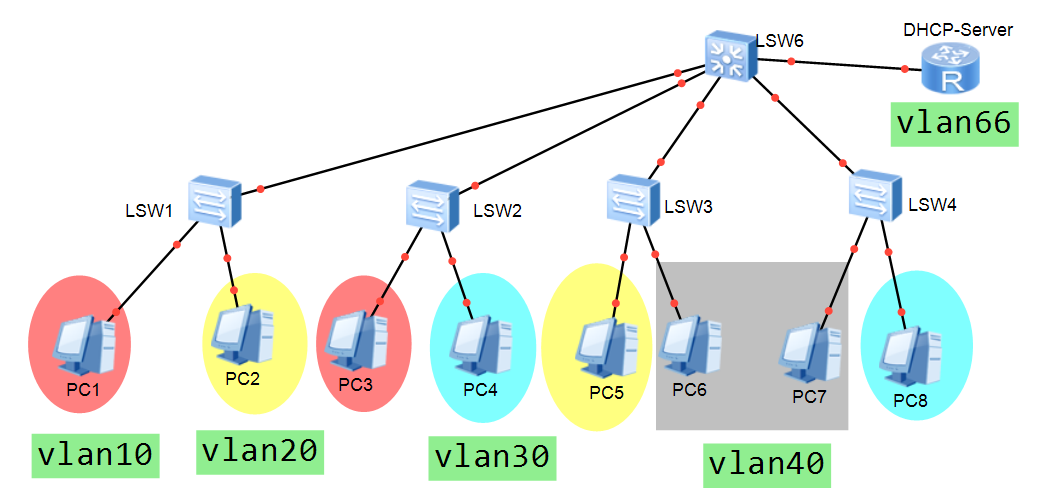 DHCP-Server
LSW6
R
vlan66
LSW1
LSW2
LSW3
LSW4
PC1
PC2
PC3
PC4
PC5
PC6
PC7
PC8
vlan10
vlan20
vlan30
vlan40